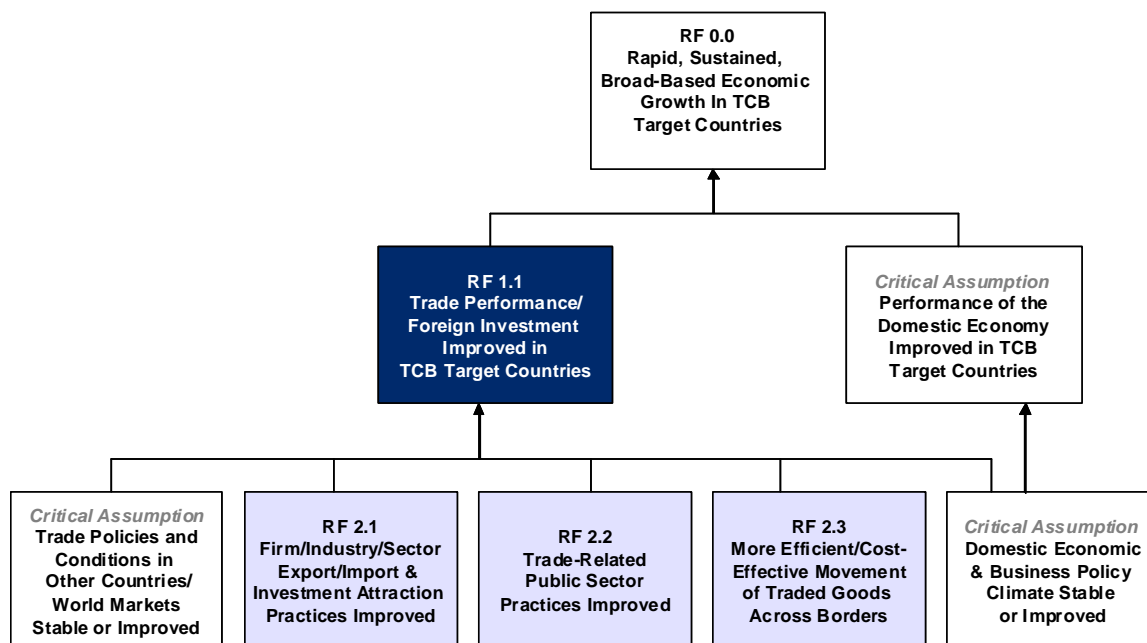 RF 0.0
Rapid, Sustained,
Broad-Based Economic
Growth In TCB
Target Countries
RF 1.1
Trade Performance/
Foreign Investment
Improved in
TCB Target Countries
Critical Assumption
Performance of the
Domestic Economy
Improved in TCB
Target Countries
Critical Assumption
Trade Policies and
Conditions in
Other Countries/
World Markets
Stable or Improved
RF 2.1
Firm/Industry/Sector
Export/Import &
Investment Attraction
Practices Improved
RF 2.2
Trade-Related
Public Sector
Practices Improved
RF 2.3
More Efficient/Cost-
Effective Movement
of Traded Goods
Across Borders
Critical Assumption
Domestic Economic
& Business Policy
Climate Stable
or Improved